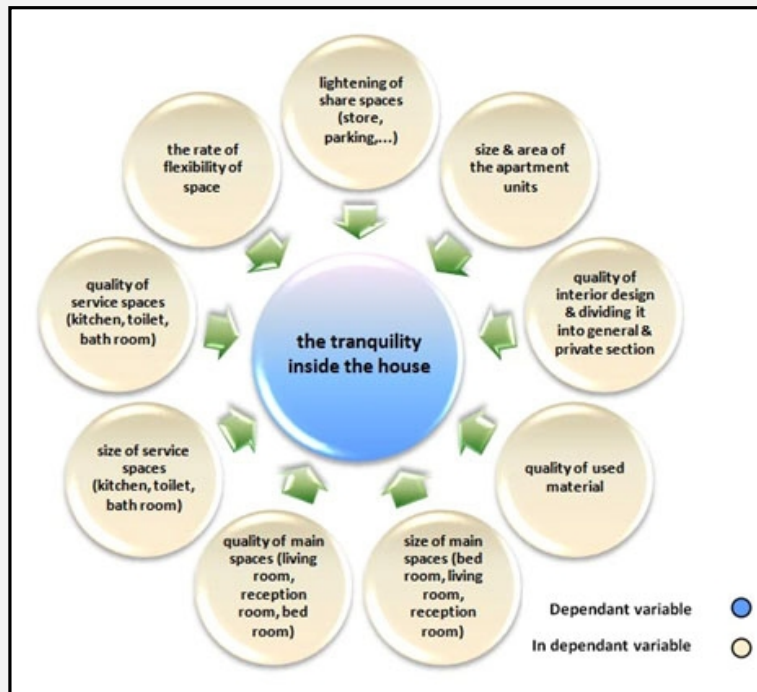 lightening of
share spaces
(store,
parking,...)
size & area of
the apartment
units
quality of
interior design
& dividing it
into general &
private section
quality of used
material
size of main
spaces (bed
room, living
room,
reception
room)
quality of main
spaces (living
room,
reception
room, bed
room)
size of service
spaces
(kitchen, toilet,
bath room)
quality of
service spaces
(kitchen, toilet,
bath room)
the rate of
flexibility of
space
the tranquility
inside the house
Dependant variable
In dependant variable